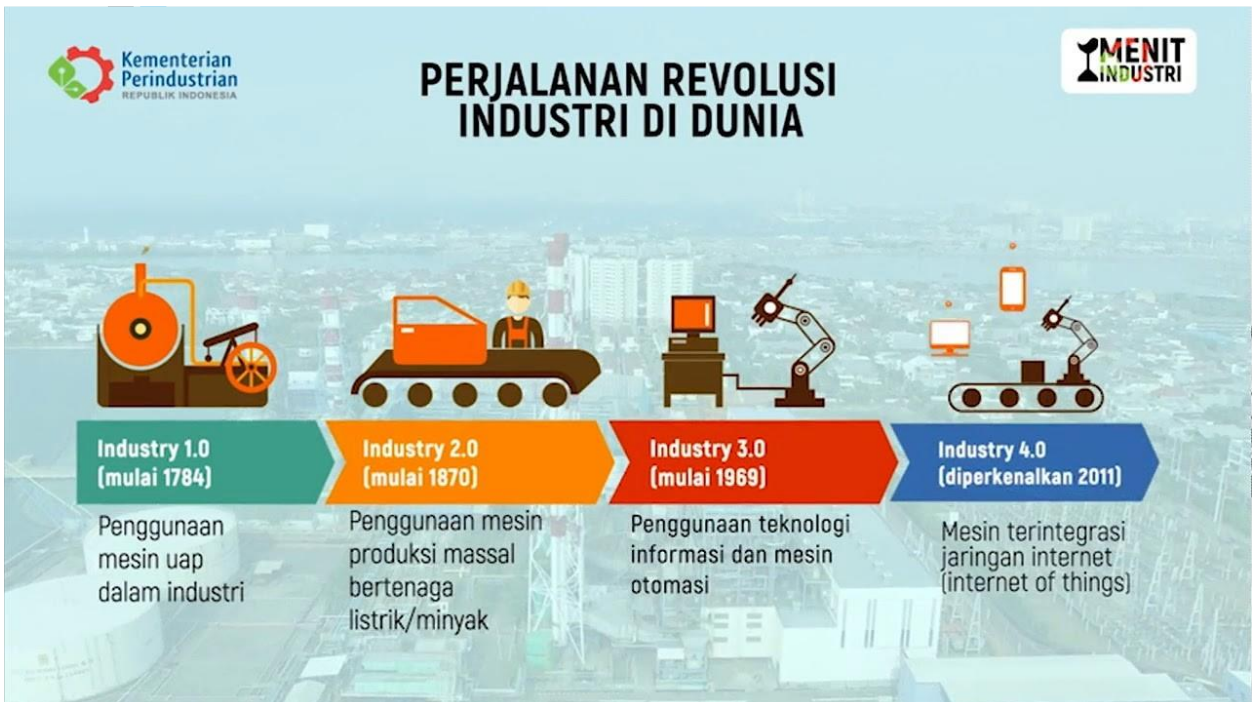 Kementerian
Perindustrian
REPUBLIK INDONESIA
PERJALANAN REVOLUSI
INDUSTRI DI DUNIA
1MENIT
INDUSTRI
Industry 1.0
(mulai 1784)
Penggunaan
mesin uap
dalam industri
Industry 2.0
(mulai 1870)
Penggunaan mesin
produksi massal
bertenaga
listrik/minyak
Industry 3.0
(mulai 1969)
Penggunaan teknologi
informasi dan mesin
otomasi
Industry 4.0
(diperkenalkan 2011)
Mesin terintegrasi
jaringan internet
(internet of things)